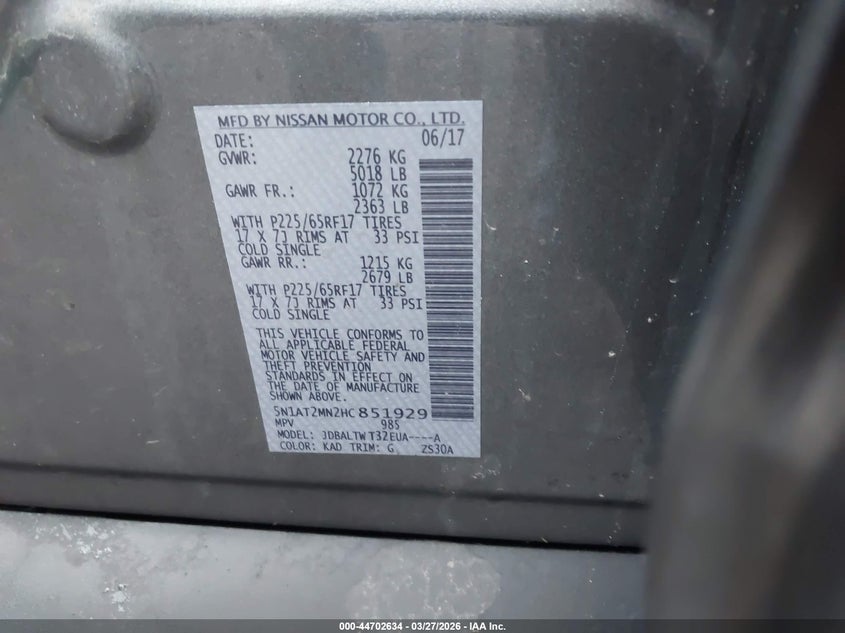 MFD BY NISSAN MOTOR CO., LTD.
DATE: 06/17
GVWR: 2276 KG
5018 LB
GAWR FR.: 1072 KG
2363 LB
WITH P225/65RF17 TIRES
17 X 7J RIMS AT 33 PSI
COLD SINGLE
GAWR RR.: 1215 KG
2679 LB
WITH P225/65RF17 TIRES
17 X 7J RIMS AT 33 PSI
COLD SINGLE
THIS VEHICLE CONFORMS TO
ALL APPLICABLE FEDERAL
MOTOR VEHICLE SAFETY AND
THEFT PREVENTION
STANDARDS IN EFFECT ON
THE DATE OF MANUFACTURE
SHOWN ABOVE.
5N1AT2MN2HC851929
MPV 985
MODEL: JDBALTWT32EUA----A
COLOR: KAD TRIM: G ZS30A
000-44702634 - 03/27/2026 - IAA Inc.